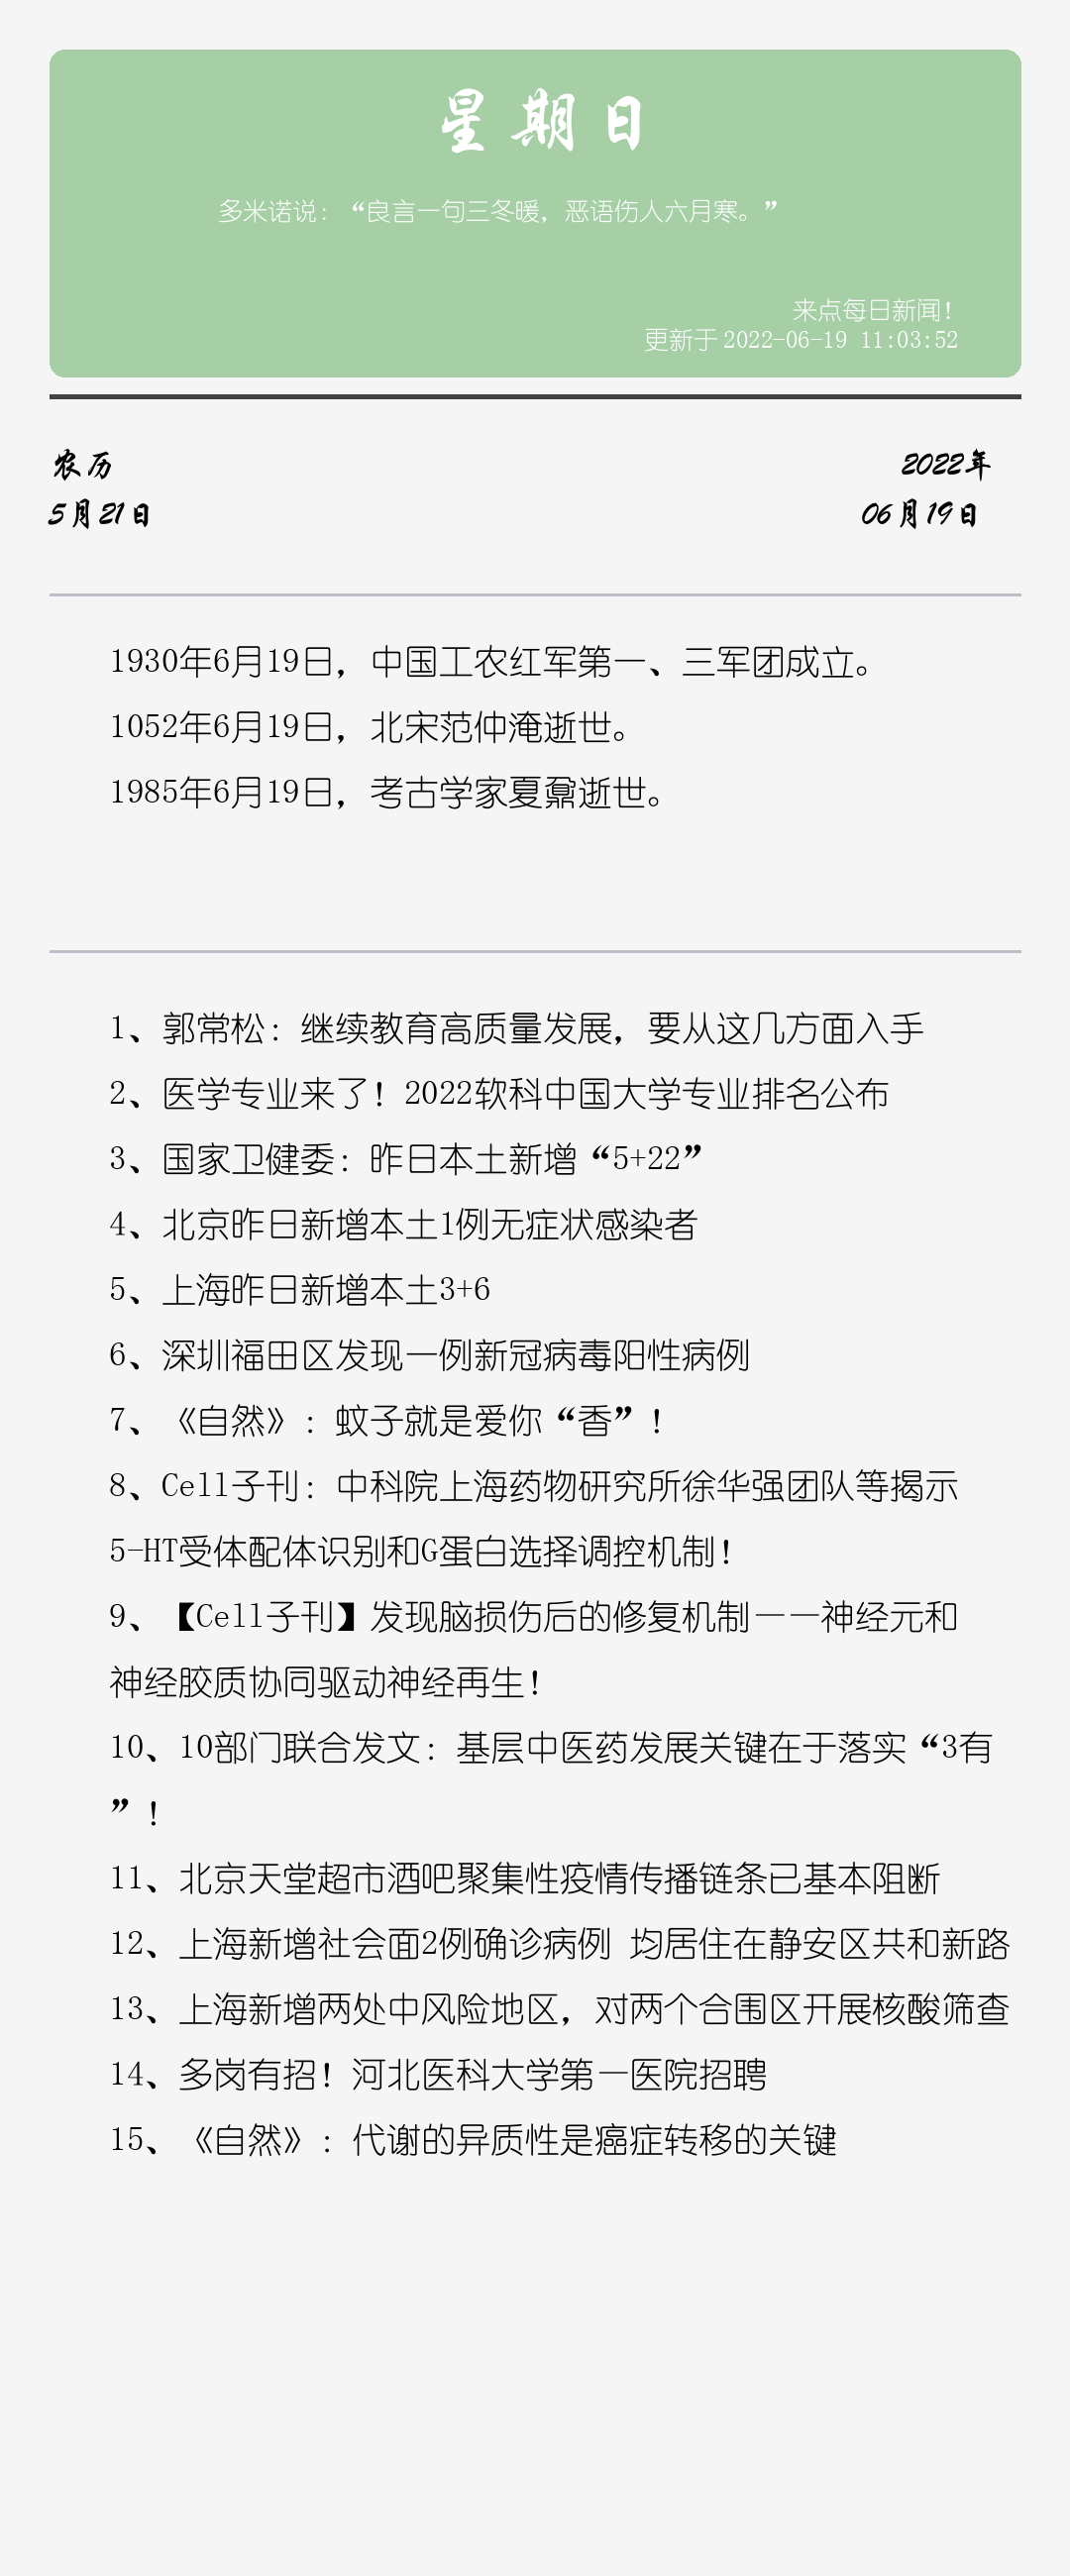 星期日
多米诺说：“良言一句三冬暖，恶语伤人六月寒。”
来点每日新闻！
更新于 2022-06-19 11:03:52
农历
2022年
5月21日
06月19日
1930年6月19日，中国工农红军第一、三军团成立。
1052年6月19日，北宋范仲淹逝世。
1985年6月19日，考古学家夏鼐逝世。
1、郭常松：继续教育高质量发展，要从这几方面入手
2、医学专业来了！2022软科中国大学专业排名公布
3、国家卫健委：昨日本土新增“5+22”
4、北京昨日新增本土1例无症状感染者
5、上海昨日新增本土3+6
6、深圳福田区发现一例新冠病毒阳性病例
7、《自然》：蚊子就是爱你“香”！
8、Cell子刊：中科院上海药物研究所徐华强团队等揭示
5-HT受体配体识别和G蛋白选择调控机制！
9、【Cell子刊】发现脑损伤后的修复机制——神经元和
神经胶质协同驱动神经再生！
10、10部门联合发文：基层中医药发展关键在于落实“3有
”！
11、北京天堂超市酒吧聚集性疫情传播链条已基本阻断
12、上海新增社会面2例确诊病例 均居住在静安区共和新路
13、上海新增两处中风险地区，对两个合围区开展核酸筛查
14、多岗有招！河北医科大学第一医院招聘
15、《自然》：代谢的异质性是癌症转移的关键